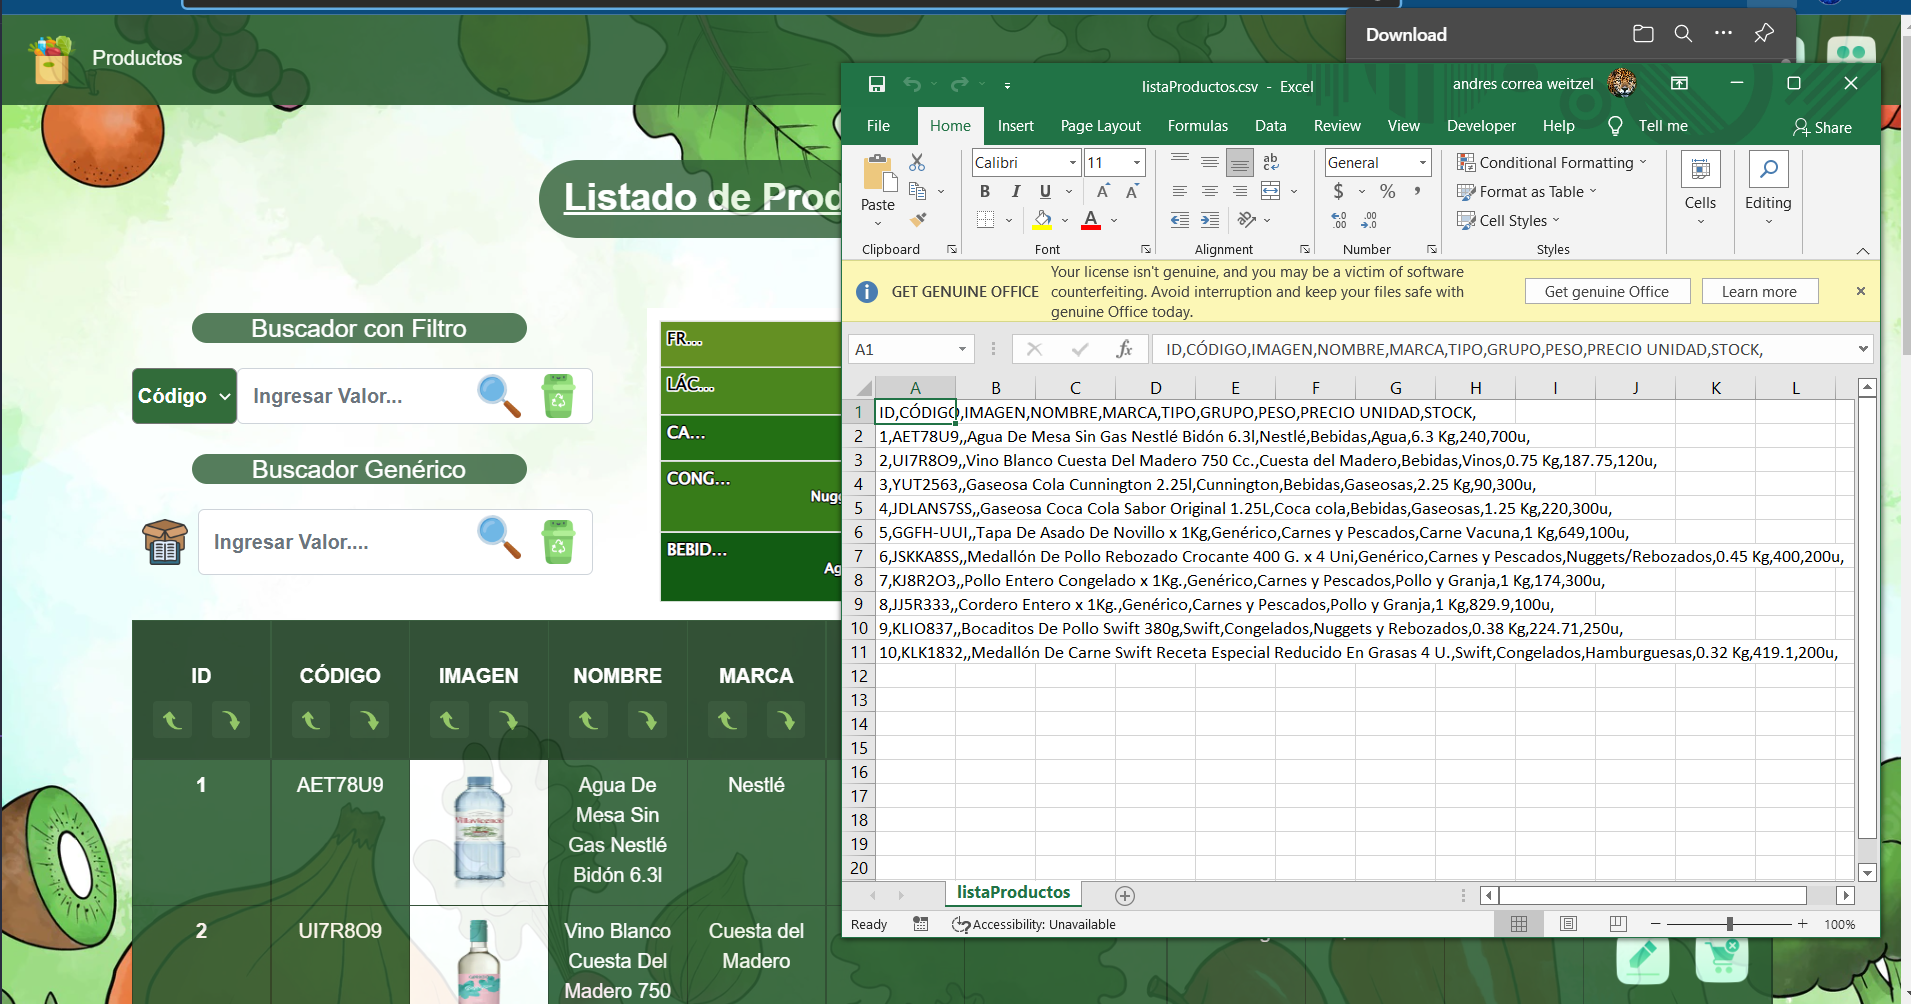 Productos
Listado de Prod
Buscador con Filtro
Código
Ingresar Valor...
Buscador Genérico
Ingresar Valor....
FR...
LÁC...
CA...
CONG...
Nugg
BEBID...
Ag
ID CÓDIGO IMAGEN NOMBRE MARCA
1 AET78U9 Agua De Mesa Sin Gas Nestlé Bidón 6.3l Nestlé
2 UI7R8O9 Vino Blanco Cuesta Del Madero 750 Cuesta del Madero
Download
listaProductos.csv - Excel
andres correa weitzel
File Home Insert Page Layout Formulas Data Review View Developer Help Tell me Share
Paste
Calibri 11
B I U A A
A
ab
General
$ % ,
Conditional Formatting
Format as Table
Cell Styles
Cells
Editing
Clipboard Font Alignment Number Styles
GET GENUINE OFFICE
Your license isn't genuine, and you may be a victim of software
counterfeiting. Avoid interruption and keep your files safe with
genuine Office today.
Get genuine Office
Learn more
A1
fx
ID,CÓDIGO,IMAGEN,NOMBRE,MARCA,TIPO,GRUPO,PESO,PRECIO UNIDAD,STOCK,
A B C D E F G H I J K L
1 ID,CÓDIGO,IMAGEN,NOMBRE,MARCA,TIPO,GRUPO,PESO,PRECIO UNIDAD,STOCK,
2 1,AET78U9,,Agua De Mesa Sin Gas Nestlé Bidón 6.3l,Nestlé,Bebidas,Agua,6.3 Kg,240,700u,
3 2,UI7R8O9,,Vino Blanco Cuesta Del Madero 750 Cc.,Cuesta del Madero,Bebidas,Vinos,0.75 Kg,187.75,120u,
4 3,YUT2563,,Gaseosa Cola Cunnington 2.25l,Cunnington,Bebidas,Gaseosas,2.25 Kg,90,300u,
5 4,JDLANS7SS,,Gaseosa Coca Cola Sabor Original 1.25L,Coca cola,Bebidas,Gaseosas,1.25 Kg,220,300u,
6 5,GGFH-UUI,,Tapa De Asado De Novillo x 1Kg,Genérico,Carnes y Pescados,Carne Vacuna,1 Kg,649,100u,
7 6,JSKKA8SS,,Medallón De Pollo Rebozado Crocante 400 G. x 4 Uni,Genérico,Carnes y Pescados,Nuggets/Rebozados,0.45 Kg,400,200u,
8 7,KJ8R2O3,,Pollo Entero Congelado x 1Kg.,Genérico,Carnes y Pescados,Pollo y Granja,1 Kg,174,300u,
9 8,JJ5R333,,Cordero Entero x 1Kg.,Genérico,Carnes y Pescados,Pollo y Granja,1 Kg,829.9,100u,
10 9,KLIO837,,Bocaditos De Pollo Swift 380g,Swift,Congelados,Nuggets y Rebozados,0.38 Kg,224.71,250u,
11 10,KLK1832,,Medallón De Carne Swift Receta Especial Reducido En Grasas 4 U.,Swift,Congelados,Hamburguesas,0.32 Kg,419.1,200u,
12
13
14
15
16
17
18
19
20
listaProductos
Ready
Accessibility: Unavailable
100%